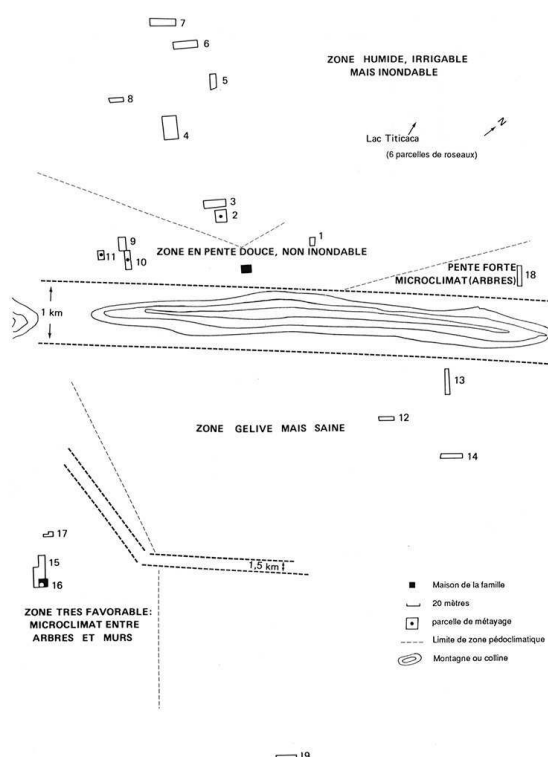 7
6
ZONE HUMIDE, IRRIGABLE
MAIS INONDABLE
5
8
4
N
Lac Titicaca
(6 parcelles de roseaux)
3
2
1
9
ZONE EN PENTE DOUCE, NON INONDABLE
11
10
PENTE FORTE
MICROCLIMAT (ARBRES)
18
1 km
13
12
ZONE GELIVE MAIS SAINE
14
17
15
1,5 km
16
ZONE TRES FAVORABLE:
MICROCLIMAT ENTRE
ARBRES ET MURS
Maison de la famille
20 mètres
parcelle de métayage
Limite de zone pédoclimatique
Montagne ou colline
19